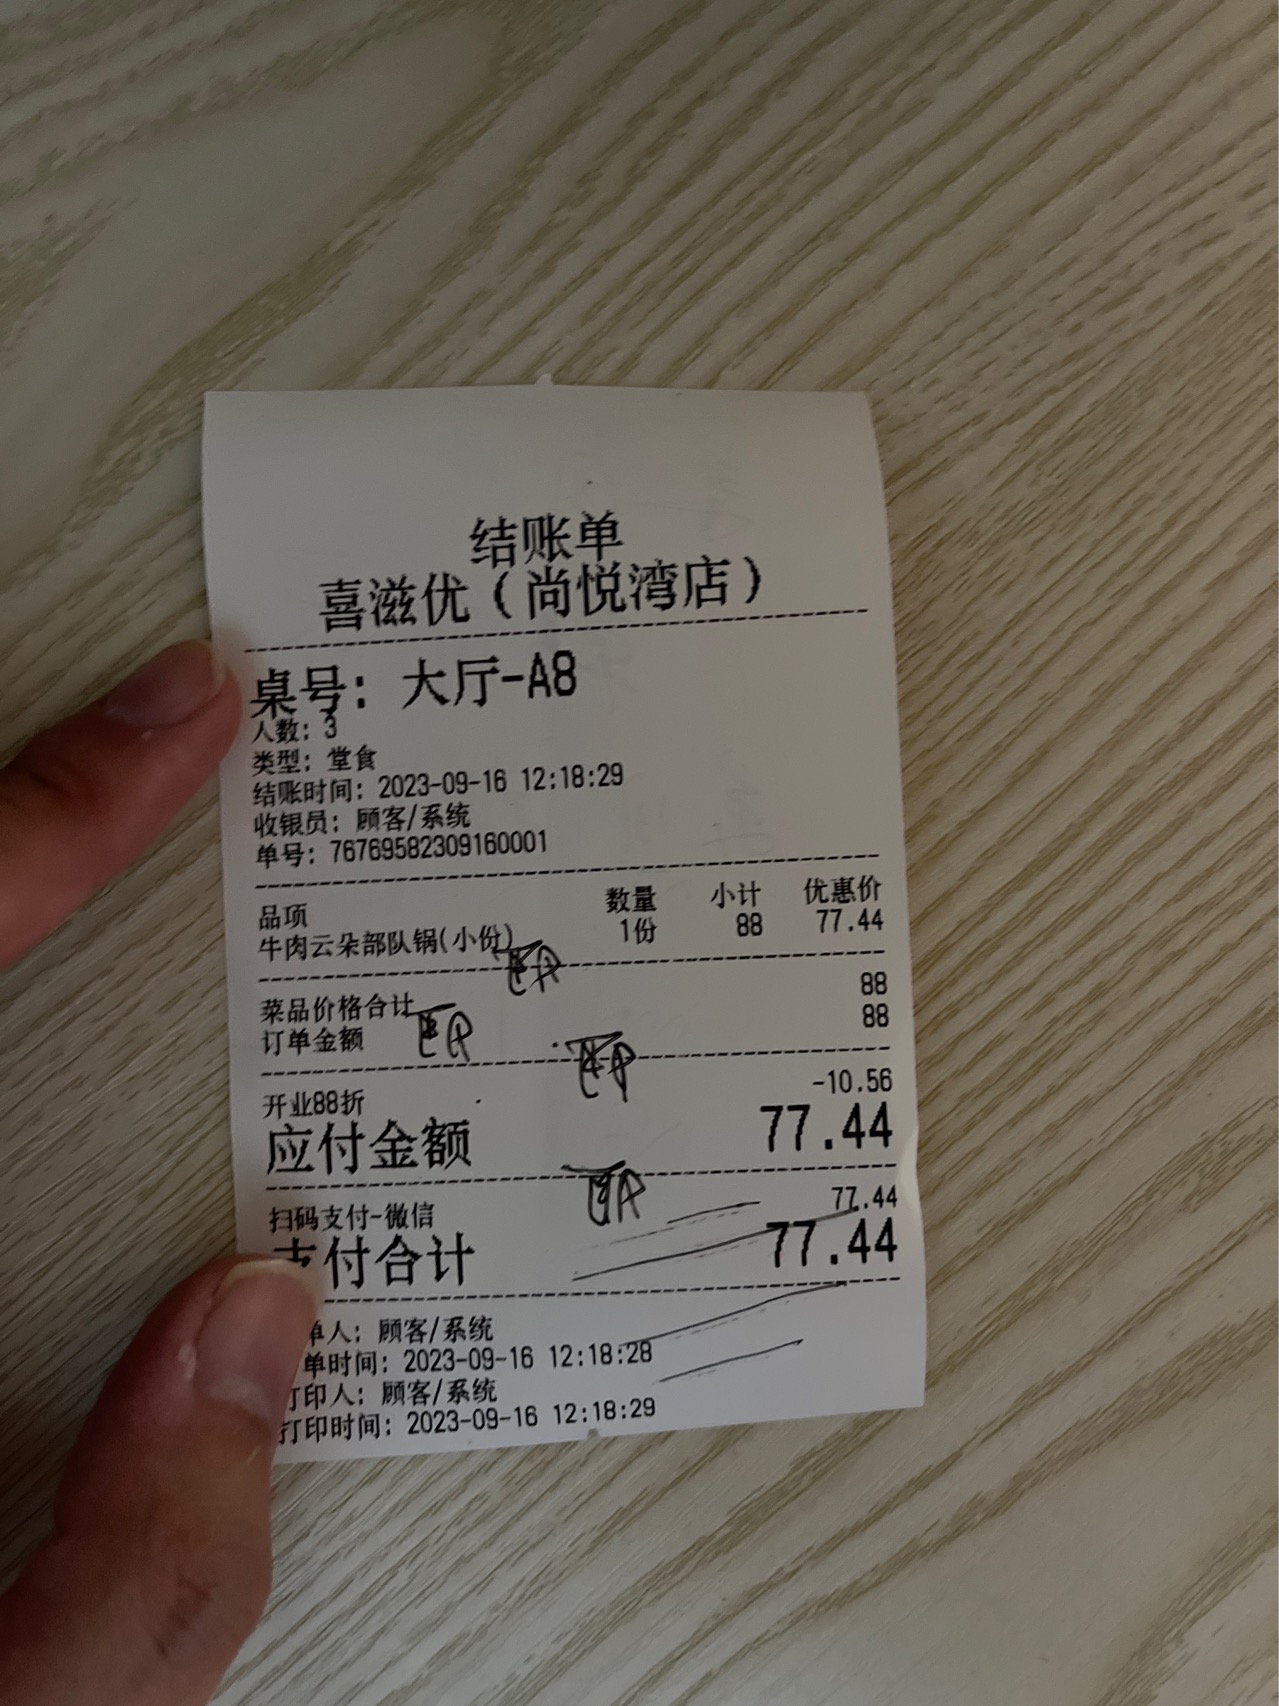 结账单
喜滋优（尚悦湾店）
桌号：大厅-A8
人数：3
类型：堂食
结账时间：2023-09-16 12:18:29
收银员：顾客/系统
单号：767695823091600​01
品项 数量 小计 优惠价
牛肉云朵部队锅(小份) 1份 88 77.44
菜品价格合计 88
订单金额 88
开业88折 -10.56
应付金额 77.44
扫码支付-微信 77.44
支付合计 77.44
单人：顾客/系统
单时间：2023-09-16 12:18:28
打印人：顾客/系统
打印时间：2023-09-16 12:18:29